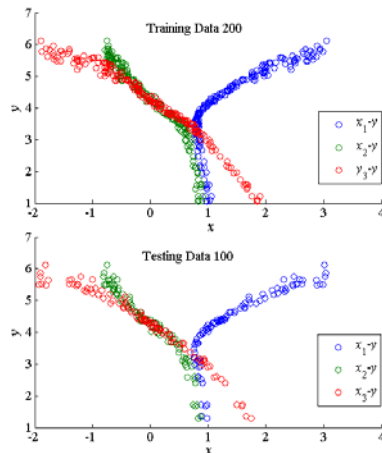 7
6
5
4
3
2
1
y
Training Data 200
x₁-y
x₂-y
y₃-y
-2 -1 0 1 2 3 4
x
7
6
5
4
3
2
1
y
Testing Data 100
x₁-y
x₂-y
x₃-y
-2 -1 0 1 2 3 4
x